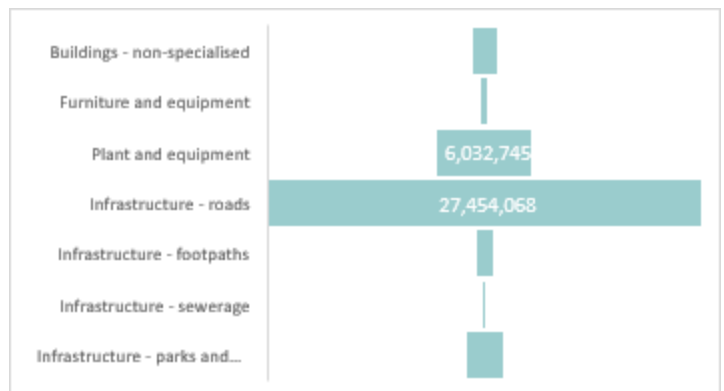 Buildings - non-specialised
Furniture and equipment
Plant and equipment
6,032,745
Infrastructure - roads
27,454,068
Infrastructure - footpaths
Infrastructure - sewerage
Infrastructure - parks and...